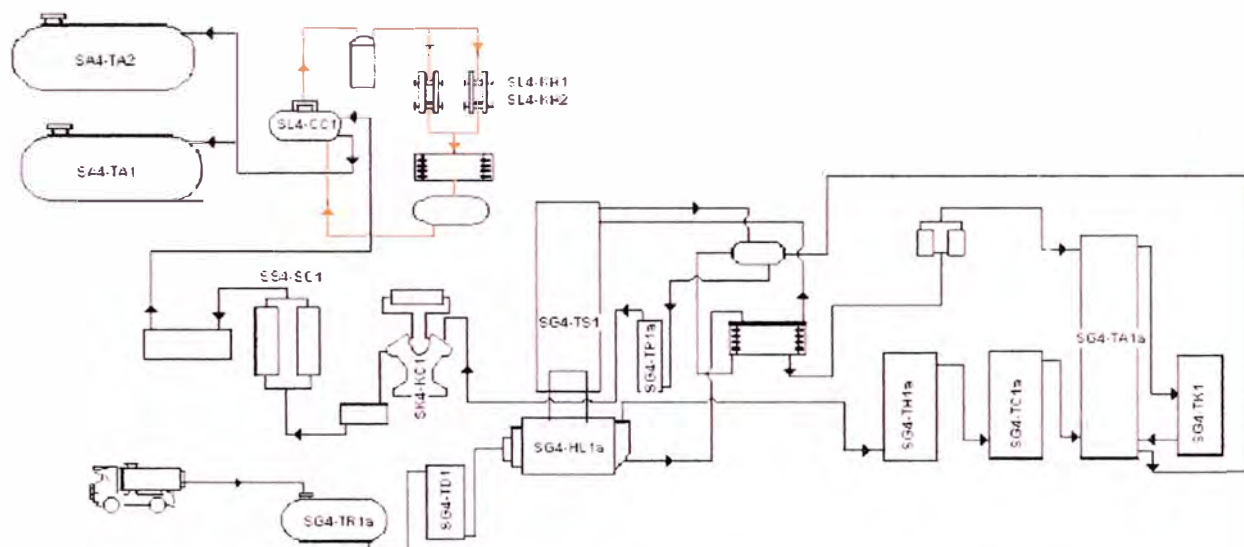 SA4-TA2
SL4-KH1
SL4-KH2
SL4-CC1
SA4-TA1
SS4-SC1
SG4-TS1
SK4-KC1
SG4-TP1a
SG4-TA1a
SG4-TH1a
SG4-TC1a
SG4-TK1
SG4-HL1a
SG4-TD1
SG4-TR1a